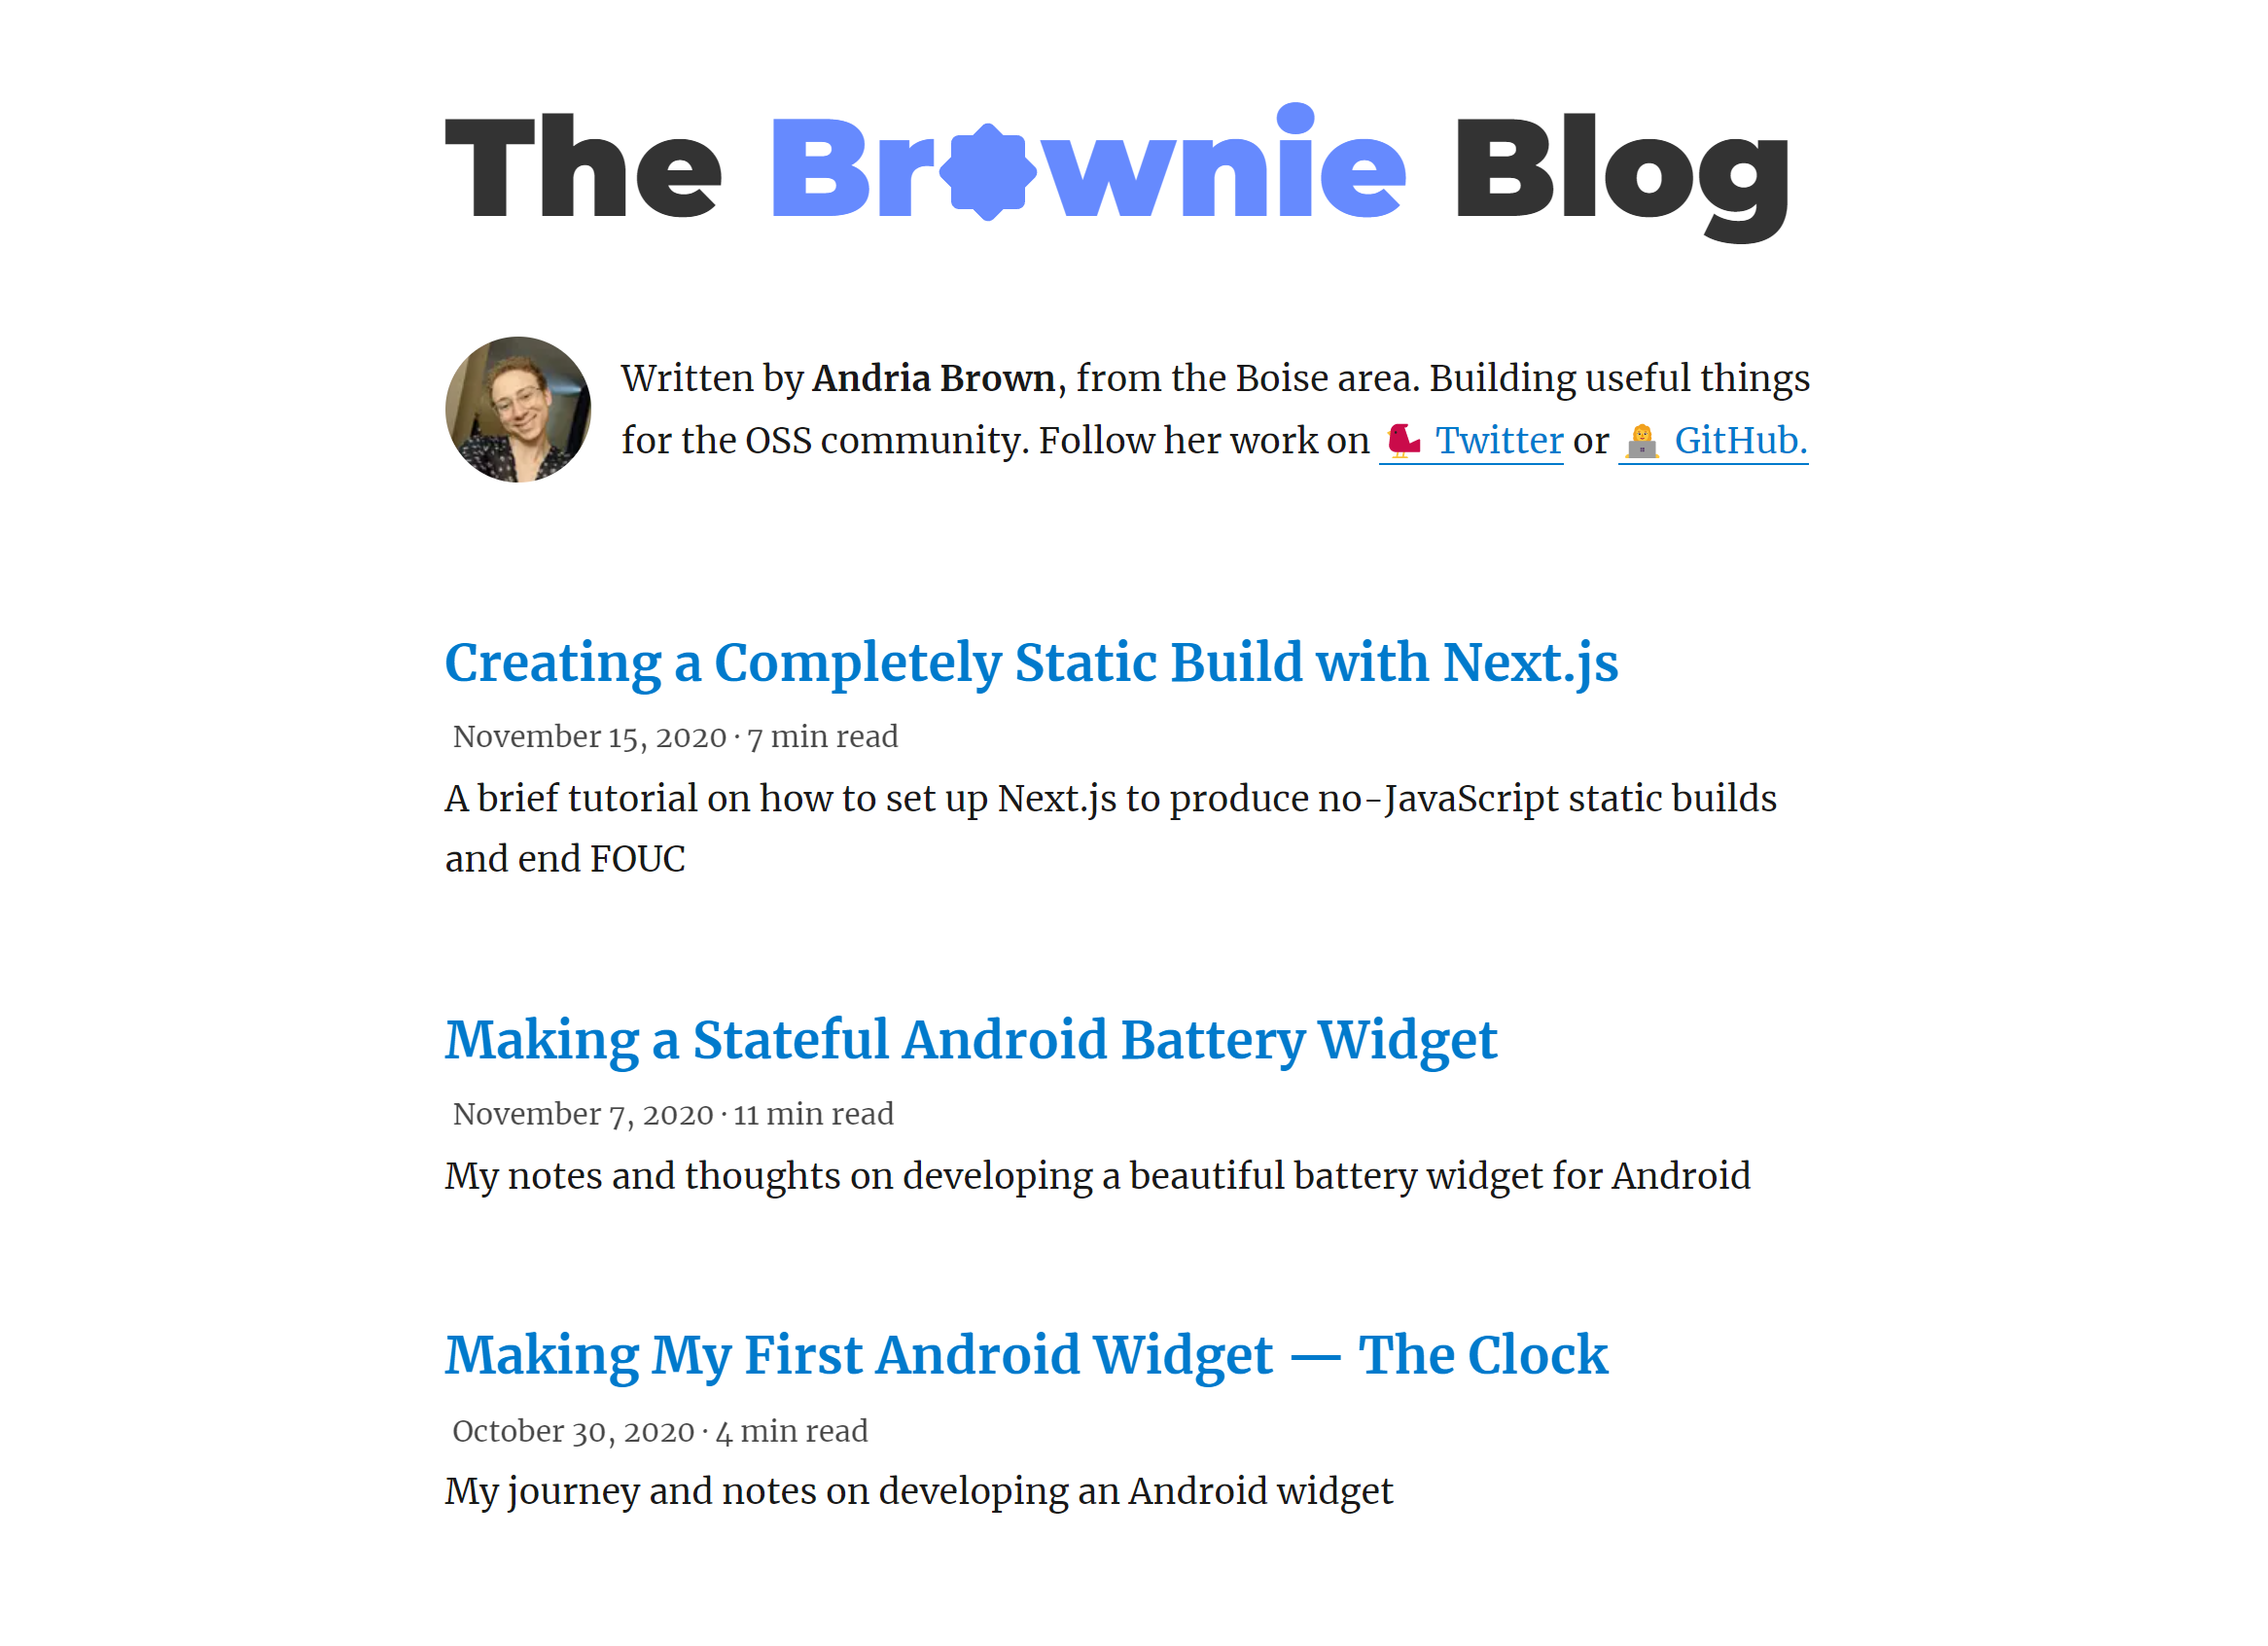 The Brownie Blog
Written by Andria Brown, from the Boise area. Building useful things
for the OSS community. Follow her work on Twitter or GitHub.
Creating a Completely Static Build with Next.js
November 15, 2020 · 7 min read
A brief tutorial on how to set up Next.js to produce no-JavaScript static builds
and end FOUC
Making a Stateful Android Battery Widget
November 7, 2020 · 11 min read
My notes and thoughts on developing a beautiful battery widget for Android
Making My First Android Widget — The Clock
October 30, 2020 · 4 min read
My journey and notes on developing an Android widget